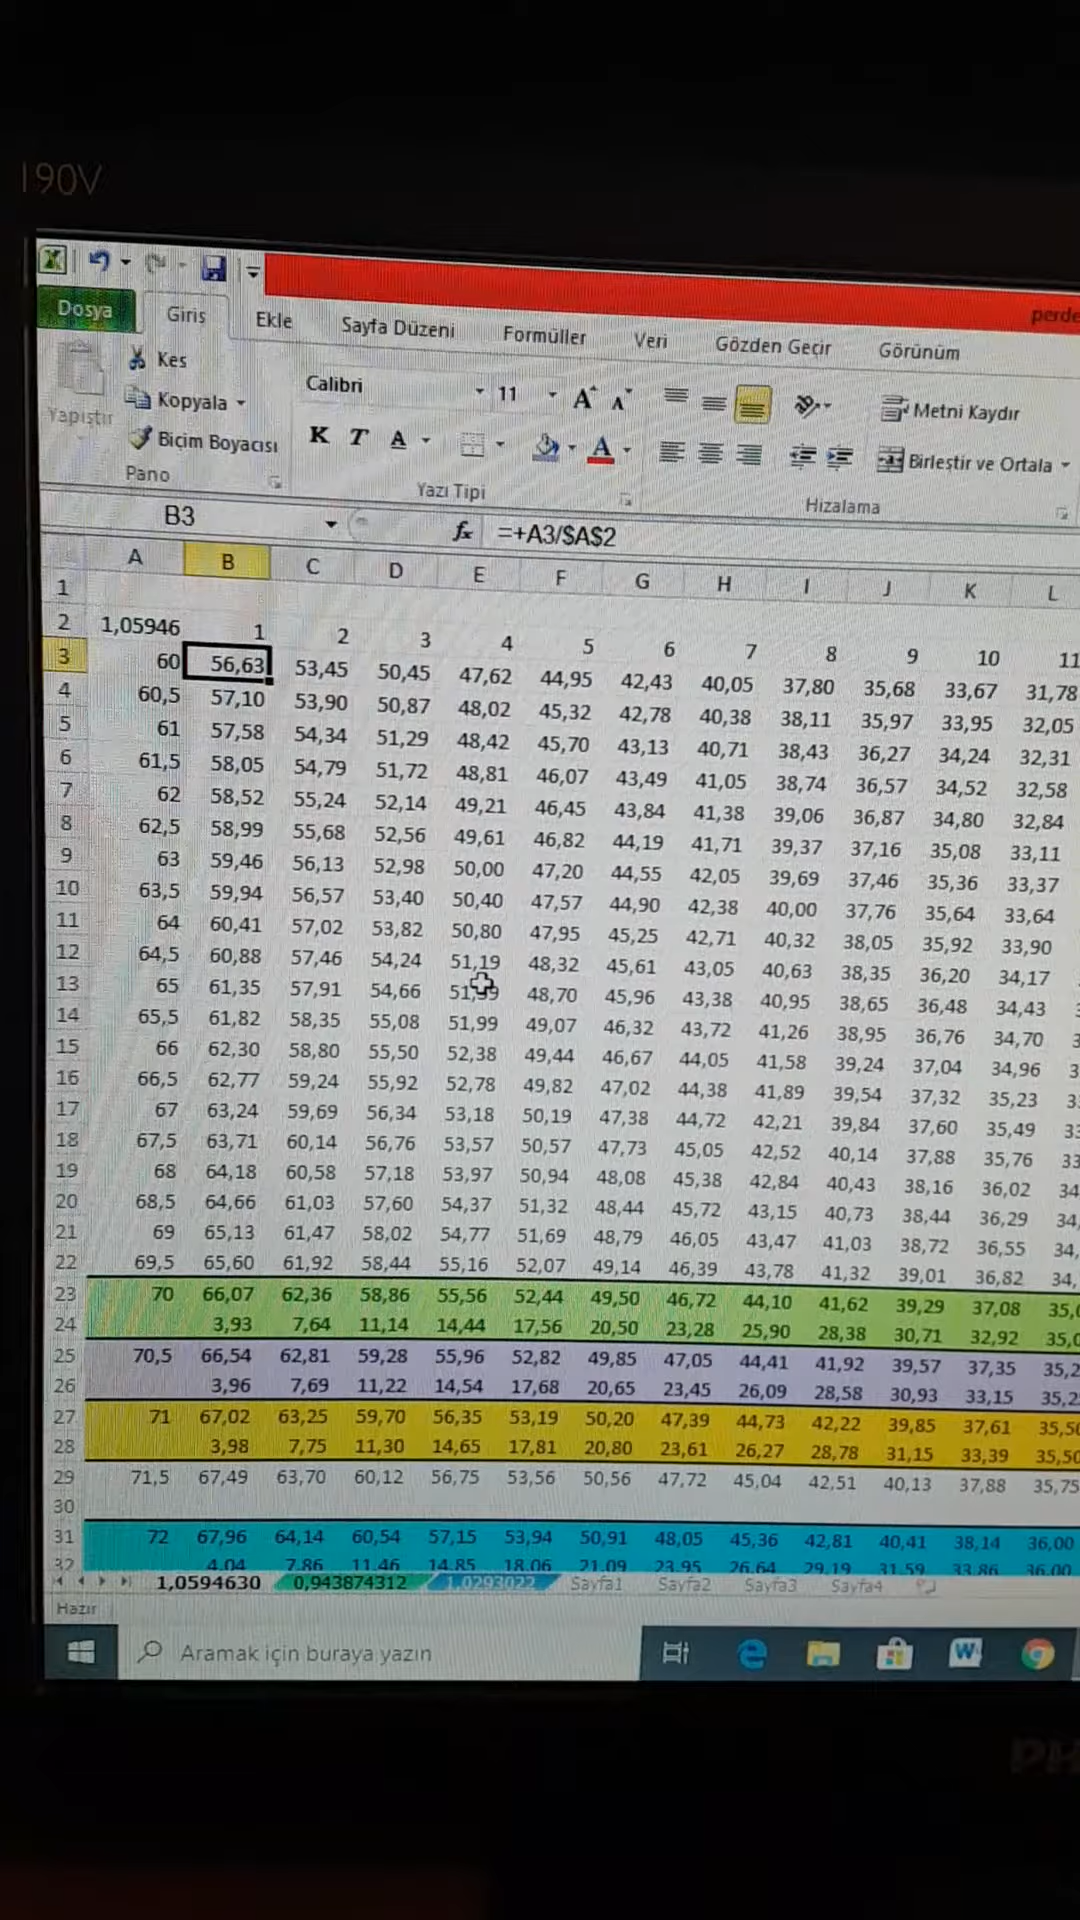 190V
perde
Dosya Giriş Ekle Sayfa Düzeni Formüller Veri Gözden Geçir Görünüm
Yapıştır
Kes
Kopyala
Biçim Boyacısı
Pano
Calibri 11
K T A
Yazı Tipi
Metni Kaydır
Birleştir ve Ortala
Hizalama
B3 fx =+A3/$A$2
A B C D E F G H I J K L
1
2 1,05946 1 2 3 4 5 6 7 8 9 10 11
3 60 56,63 53,45 50,45 47,62 44,95 42,43 40,05 37,80 35,68 33,67 31,78
4 60,5 57,10 53,90 50,87 48,02 45,32 42,78 40,38 38,11 35,97 33,95 32,05
5 61 57,58 54,34 51,29 48,42 45,70 43,13 40,71 38,43 36,27 34,24 32,31
6 61,5 58,05 54,79 51,72 48,81 46,07 43,49 41,05 38,74 36,57 34,52 32,58
7 62 58,52 55,24 52,14 49,21 46,45 43,84 41,38 39,06 36,87 34,80 32,84
8 62,5 58,99 55,68 52,56 49,61 46,82 44,19 41,71 39,37 37,16 35,08 33,11
9 63 59,46 56,13 52,98 50,00 47,20 44,55 42,05 39,69 37,46 35,36 33,37
10 63,5 59,94 56,57 53,40 50,40 47,57 44,90 42,38 40,00 37,76 35,64 33,64
11 64 60,41 57,02 53,82 50,80 47,95 45,25 42,71 40,32 38,05 35,92 33,90
12 64,5 60,88 57,46 54,24 51,19 48,32 45,61 43,05 40,63 38,35 36,20 34,17
13 65 61,35 57,91 54,66 48,70 45,96 43,38 40,95 38,65 36,48 34,43
14 65,5 61,82 58,35 55,08 51,99 49,07 46,32 43,72 41,26 38,95 36,76 34,70
15 66 62,30 58,80 55,50 52,38 49,44 46,67 44,05 41,58 39,24 37,04 34,96
16 66,5 62,77 59,24 55,92 52,78 49,82 47,02 44,38 41,89 39,54 37,32 35,23
17 67 63,24 59,69 56,34 53,18 50,19 47,38 44,72 42,21 39,84 37,60 35,49
18 67,5 63,71 60,14 56,76 53,57 50,57 47,73 45,05 42,52 40,14 37,88 35,76
19 68 64,18 60,58 57,18 53,97 50,94 48,08 45,38 42,84 40,43 38,16 36,02
20 68,5 64,66 61,03 57,60 54,37 51,32 48,44 45,72 43,15 40,73 38,44 36,29
21 69 65,13 61,47 58,02 54,77 51,69 48,79 46,05 43,47 41,03 38,72 36,55
22 69,5 65,60 61,92 58,44 55,16 52,07 49,14 46,39 43,78 41,32 39,01 36,82
23 70 66,07 62,36 58,86 55,56 52,44 49,50 46,72 44,10 41,62 39,29 37,08
24 3,93 7,64 11,14 14,44 17,56 20,50 23,28 25,90 28,38 30,71 32,92
25 70,5 66,54 62,81 59,28 55,96 52,82 49,85 47,05 44,41 41,92 39,57 37,35
26 3,96 7,69 11,22 14,54 17,68 20,65 23,45 26,09 28,58 30,93 33,15
27 71 67,02 63,25 59,70 56,35 53,19 50,20 47,39 44,73 42,22 39,85 37,61 35,50
28 3,98 7,75 11,30 14,65 17,81 20,80 23,61 26,27 28,78 31,15 33,39 35,50
29 71,5 67,49 63,70 60,12 56,75 53,56 50,56 47,72 45,04 42,51 40,13 37,88 35,75
30
31 72 67,96 64,14 60,54 57,15 53,94 50,91 48,05 45,36 42,81 40,41 38,14 36,00
32 4,04 7,86 11,46 14,85 18,06 21,09 23,95 26,64 29,19 31,59 33,86 36,00
1,0594630 0,943874312 1,0293022 Sayfa1 Sayfa2 Sayfa3 Sayfa4
Hazır
Aramak için buraya yazın
PH